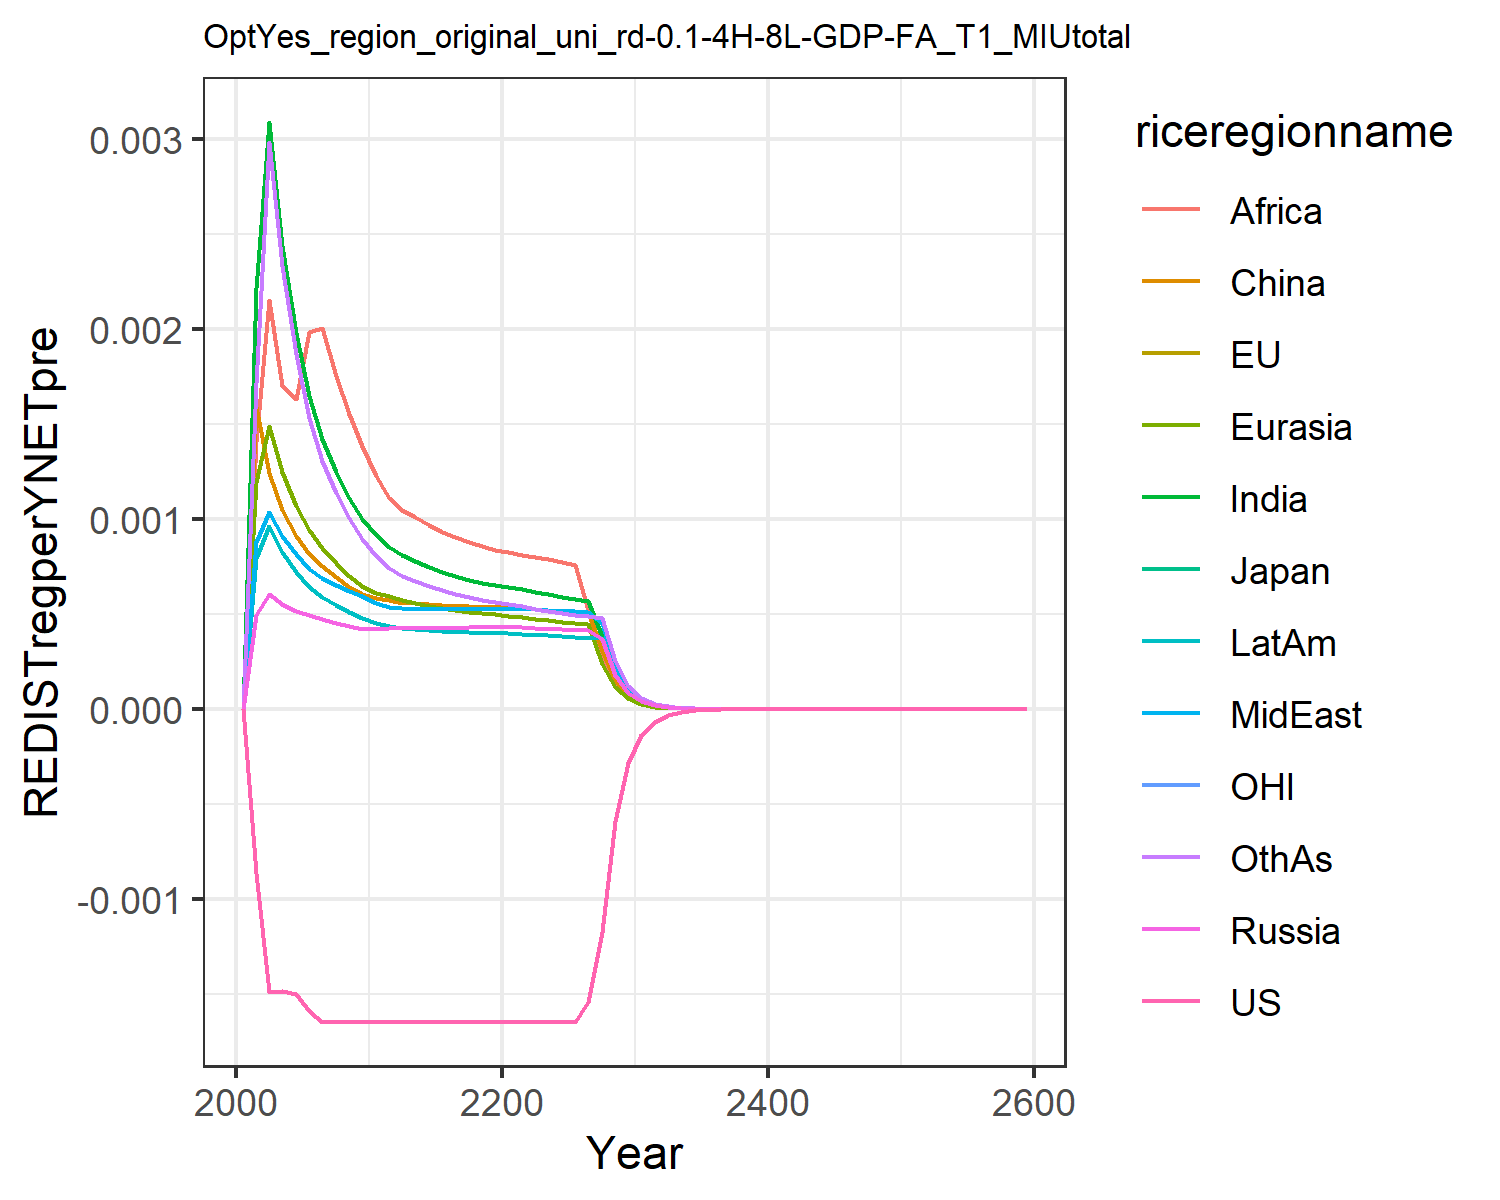 OptYes_region_original_uni_rd-0.1-4H-8L-GDP-FA_T1_MIUtotal
REDISTregperYNETpre
0.003
0.002
0.001
0.000
-0.001
2000
2200
2400
2600
Year
riceregionname
Africa
China
EU
Eurasia
India
Japan
LatAm
MidEast
OHI
OthAs
Russia
US